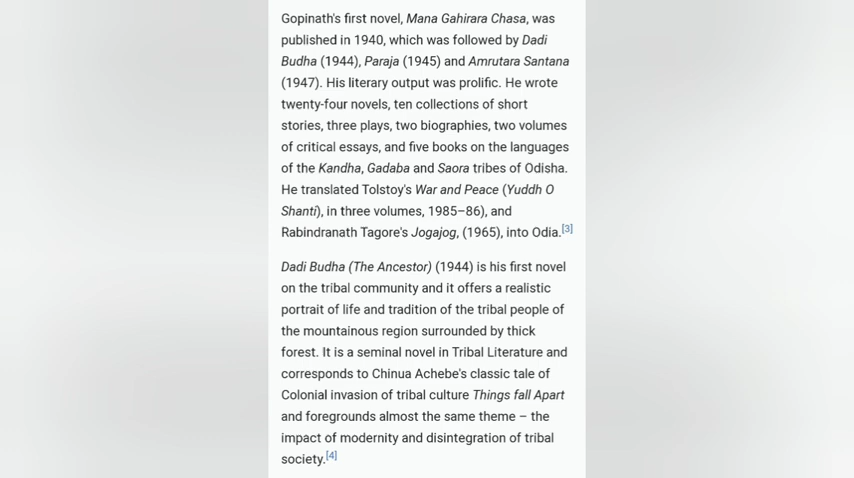 Gopinath's first novel, Mana Gahirara Chasa, was
published in 1940, which was followed by Dadi
Budha (1944), Paraja (1945) and Amrutara Santana
(1947). His literary output was prolific. He wrote
twenty-four novels, ten collections of short
stories, three plays, two biographies, two volumes
of critical essays, and five books on the languages
of the Kandha, Gadaba and Saora tribes of Odisha.
He translated Tolstoy's War and Peace (Yuddh O
Shanti), in three volumes, 1985–86), and
Rabindranath Tagore's Jogajog, (1965), into Odia.[3]
Dadi Budha (The Ancestor) (1944) is his first novel
on the tribal community and it offers a realistic
portrait of life and tradition of the tribal people of
the mountainous region surrounded by thick
forest. It is a seminal novel in Tribal Literature and
corresponds to Chinua Achebe's classic tale of
Colonial invasion of tribal culture Things fall Apart
and foregrounds almost the same theme – the
impact of modernity and disintegration of tribal
society.[4]